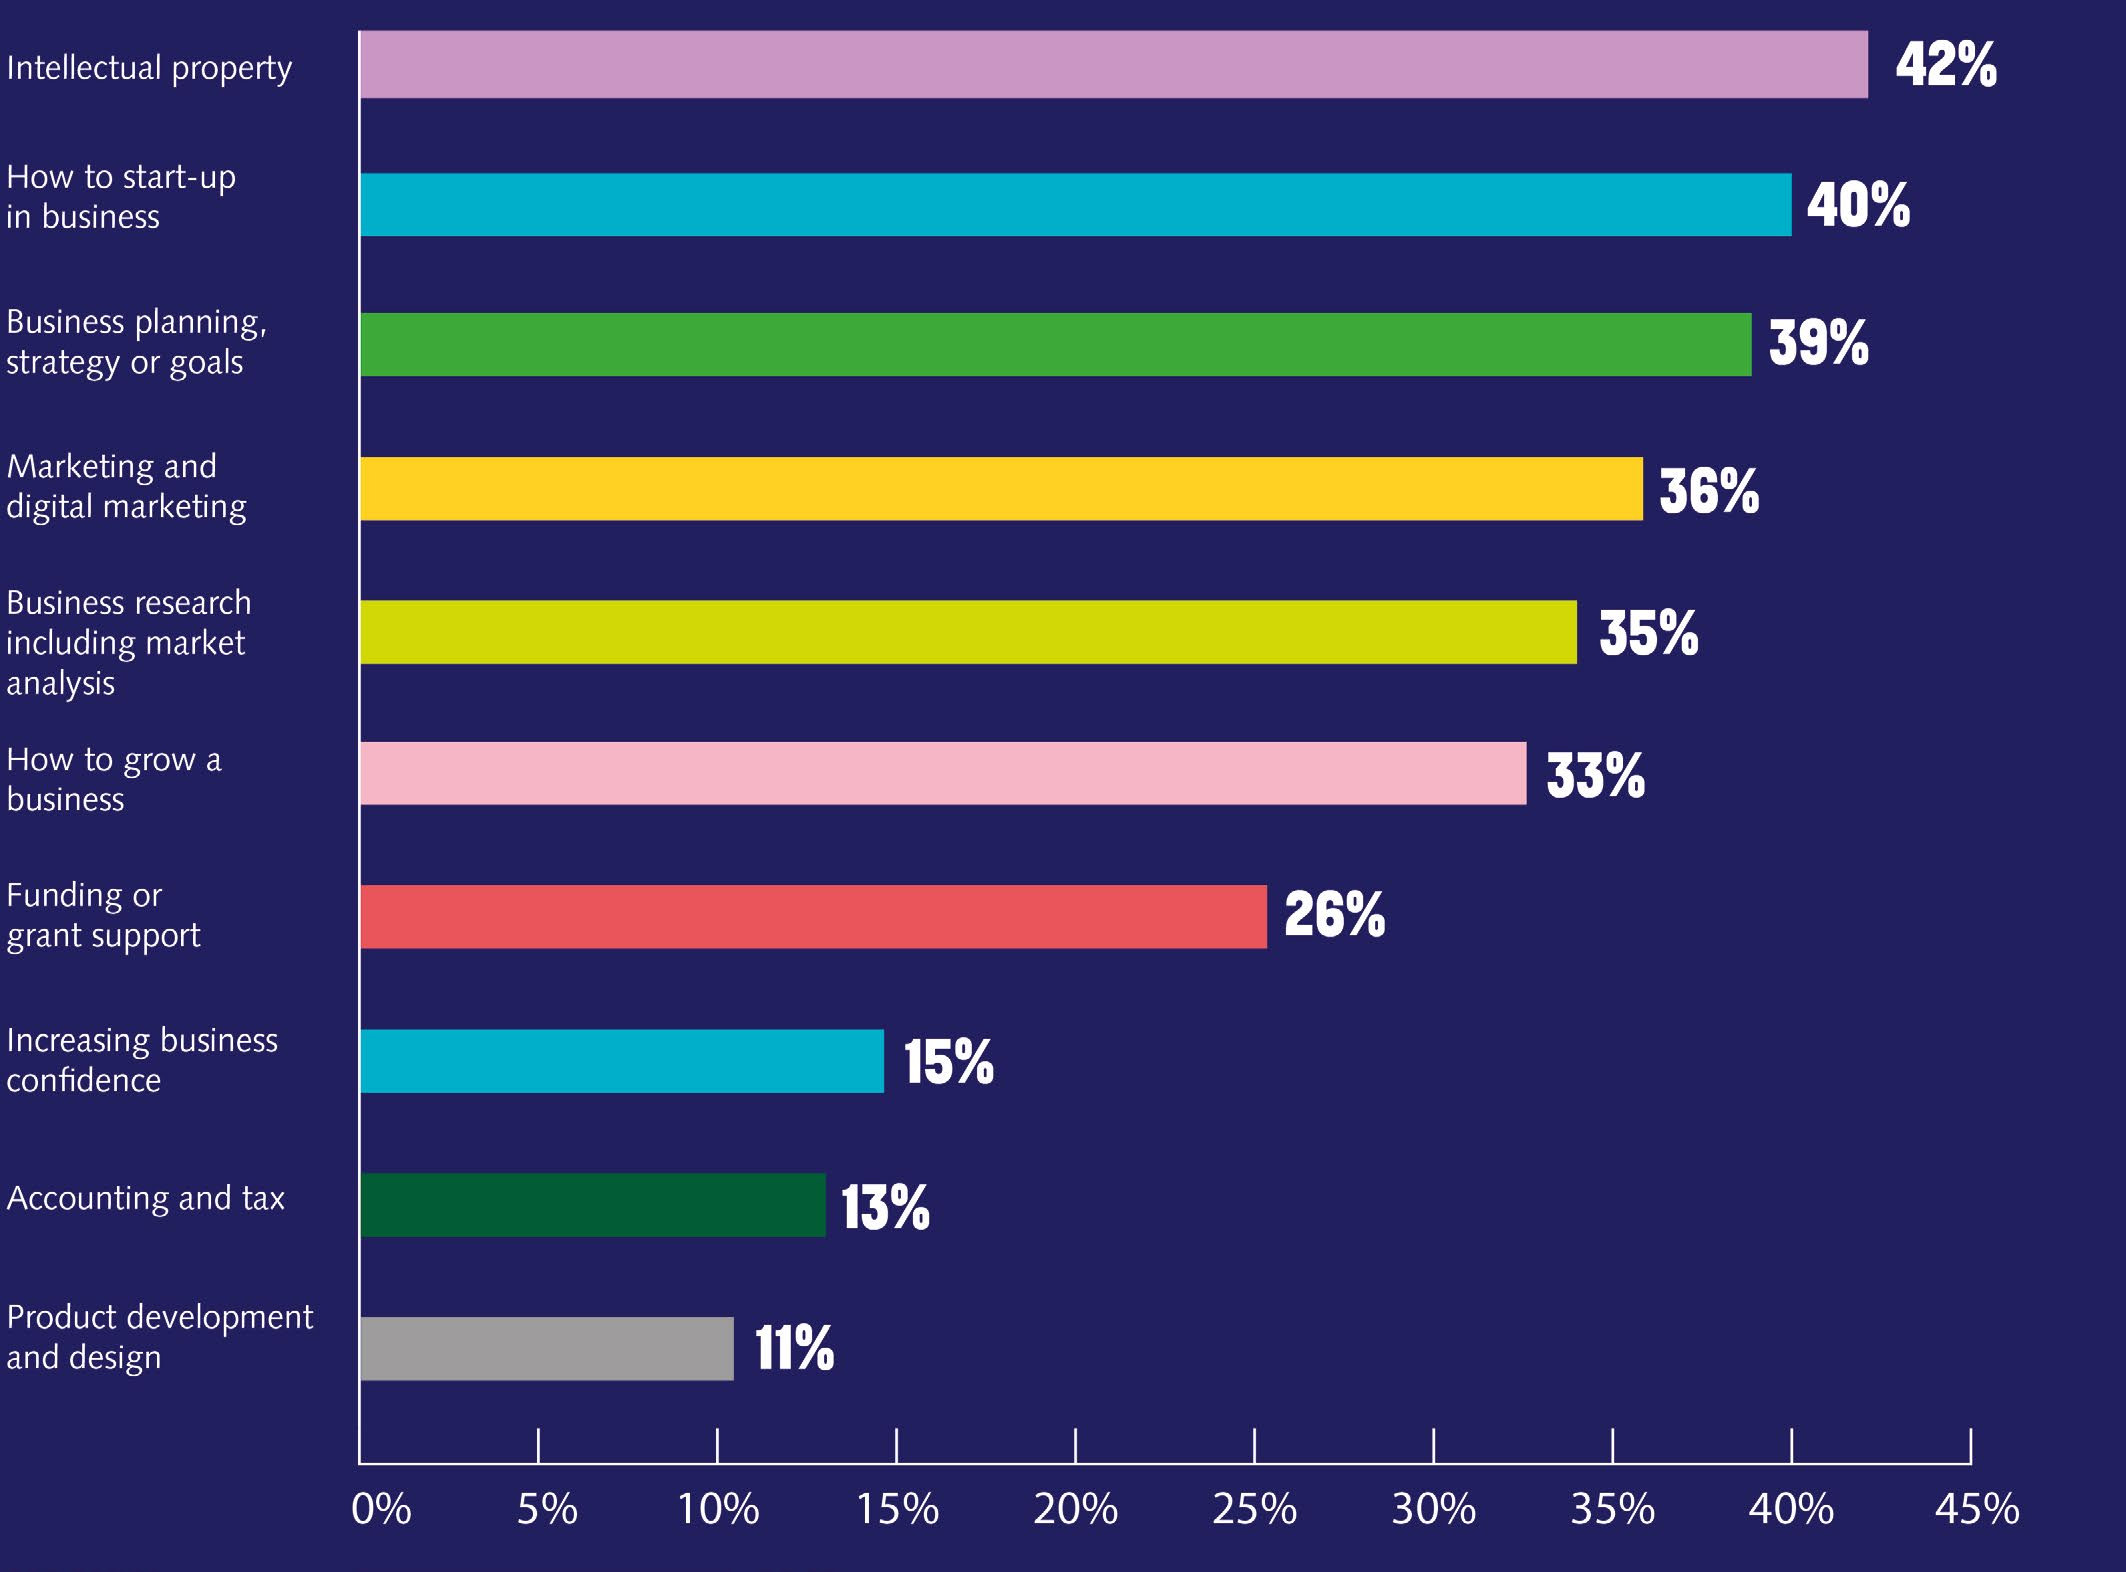 Intellectual property
42%
How to start-up
in business
40%
Business planning,
strategy or goals
39%
Marketing and
digital marketing
36%
Business research
including market
analysis
35%
How to grow a
business
33%
Funding or
grant support
26%
Increasing business
confidence
15%
Accounting and tax
13%
Product development
and design
11%
0% 5% 10% 15% 20% 25% 30% 35% 40% 45%